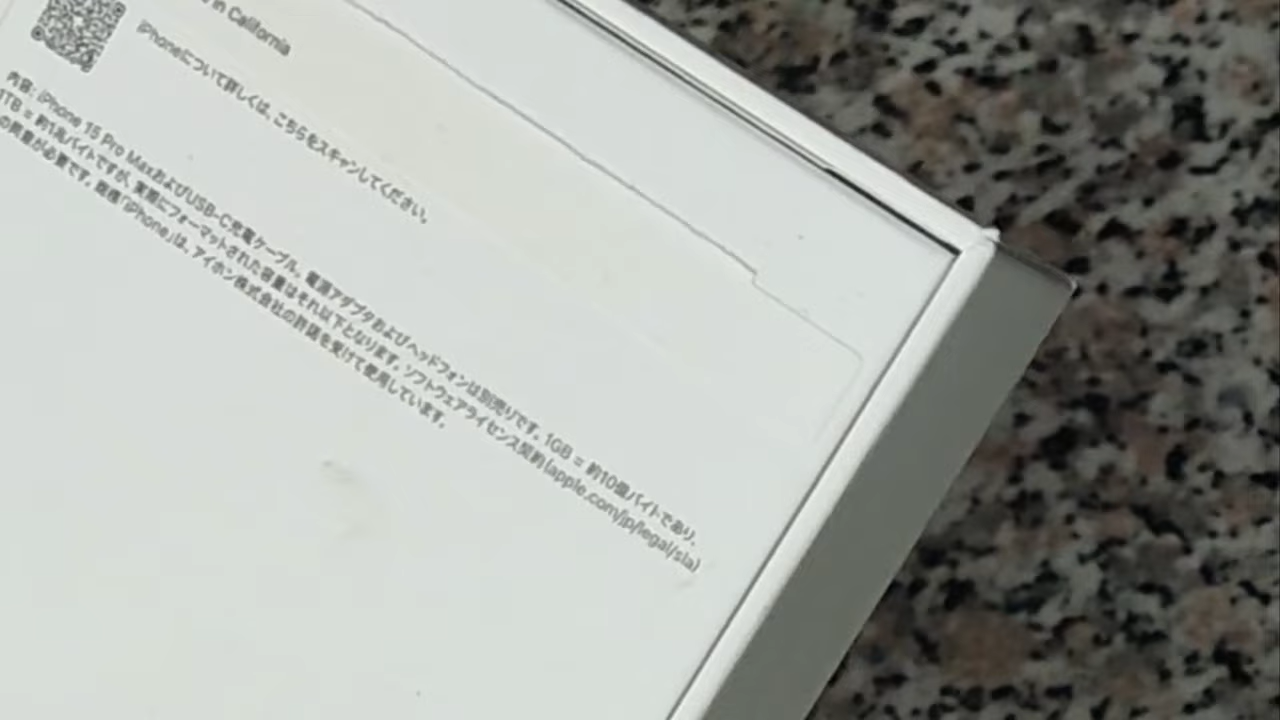 in California
iPhoneについて詳しくは、こちらをスキャンしてください。
内容: iPhone 15 Pro MaxおよびUSB-C充電ケーブル。電源アダプタおよびヘッドフォンは別売りです。1GB = 約10億バイトであり、
1TB = 約1兆バイトですが、実際にフォーマットされた容量はそれ以下となります。ソフトウェアライセンス契約(apple.com/jp/legal/sla)
の同意が必要です。商標「iPhone」は、アイホン株式会社の許諾を受けて使用しています。